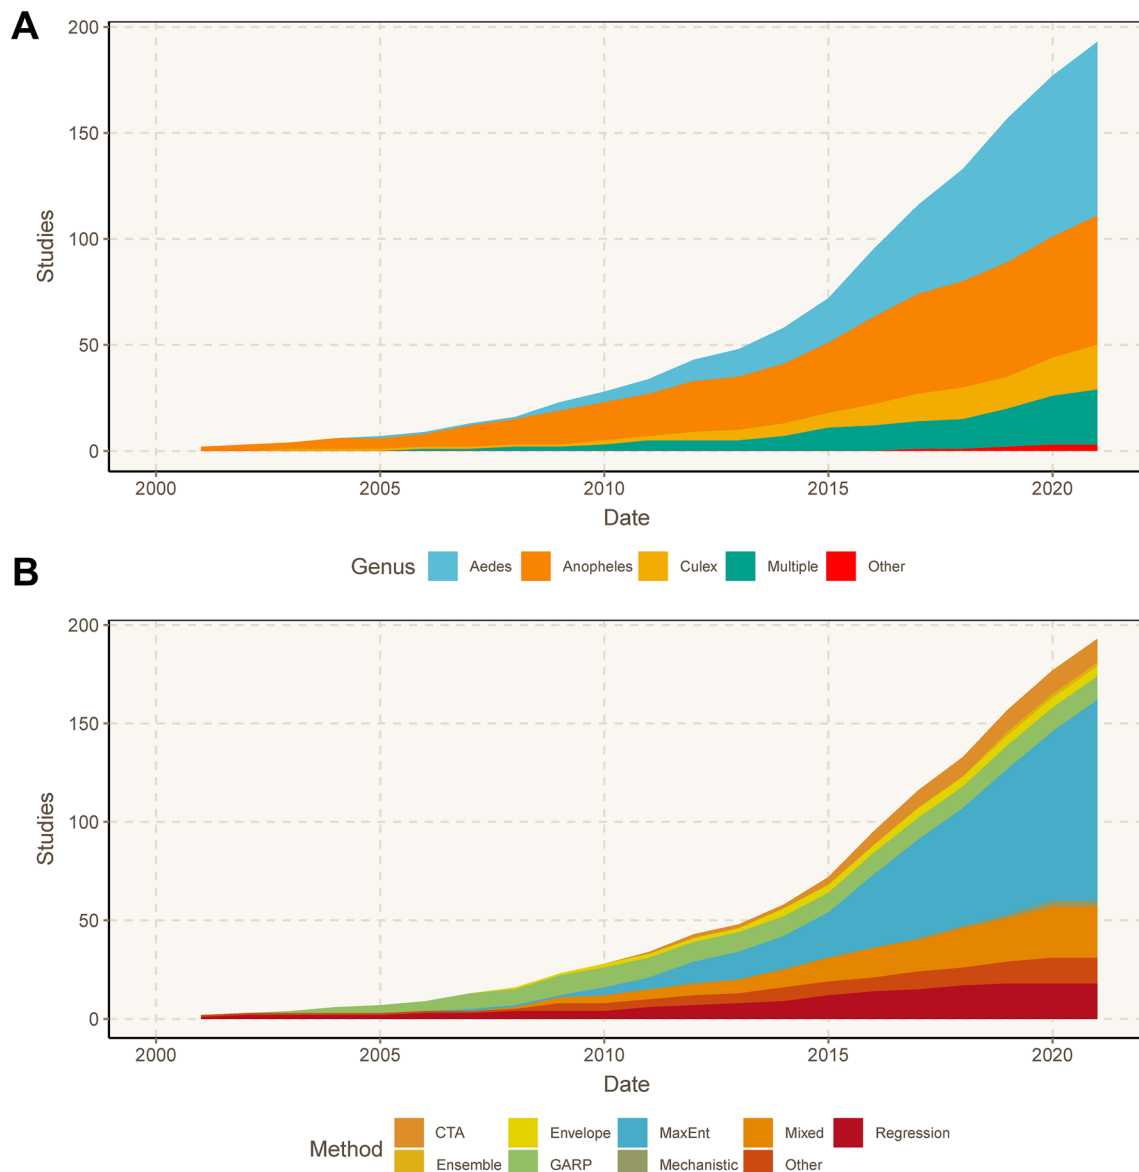 A
200
150
100
50
0
Studies
2000 2005 2010 2015 2020
Date
Genus Aedes Anopheles Culex Multiple Other
B
200
150
100
50
0
Studies
2000 2005 2010 2015 2020
Date
Method CTA Envelope MaxEnt Mixed Regression
Ensemble GARP Mechanistic Other